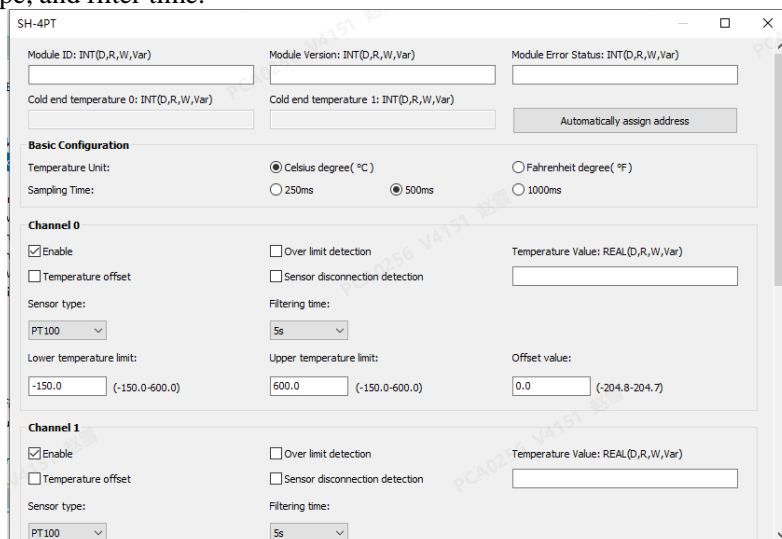 pe, and filter time.
SH-4PT
Module ID: INT(D,R,W,Var) Module Version: INT(D,R,W,Var) Module Error Status: INT(D,R,W,Var)
Cold end temperature 0: INT(D,R,W,Var) Cold end temperature 1: INT(D,R,W,Var)
Automatically assign address
Basic Configuration
Temperature Unit: Celsius degree( °C ) Fahrenheit degree( °F )
Sampling Time: 250ms 500ms 1000ms
Channel 0
Enable Over limit detection Temperature Value: REAL(D,R,W,Var)
Temperature offset Sensor disconnection detection
Sensor type: Filtering time:
PT100 5s
Lower temperature limit: Upper temperature limit: Offset value:
-150.0 (-150.0-600.0) 600.0 (-150.0-600.0) 0.0 (-204.8-204.7)
Channel 1
Enable Over limit detection Temperature Value: REAL(D,R,W,Var)
Temperature offset Sensor disconnection detection
Sensor type: Filtering time:
PT100 5s
PCA0256 V4151 赵雷